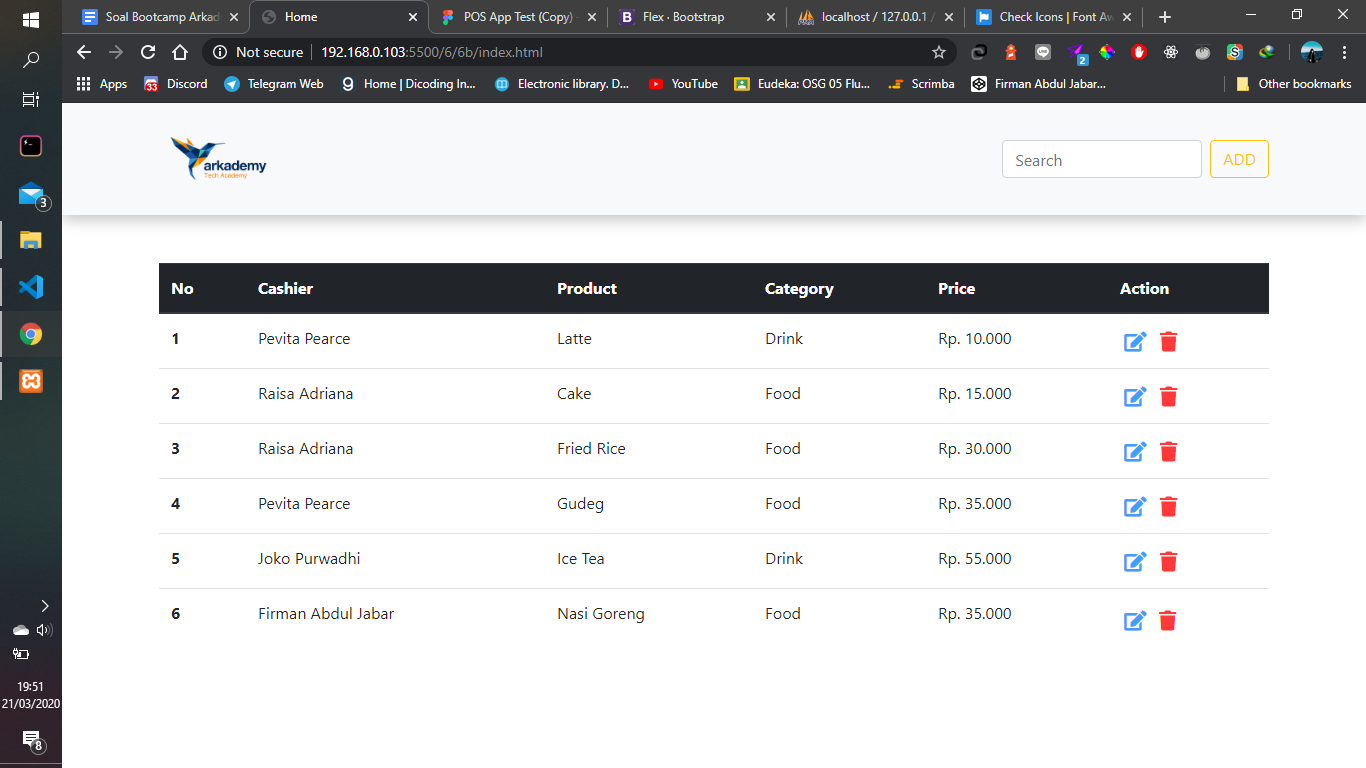 Soal Bootcamp Arkad
Home
POS App Test (Copy) -
Flex · Bootstrap
localhost / 127.0.0.1 /
Check Icons | Font Aw
Not secure
192.168.0.103:5500/6/6b/index.html
2
Apps
33
Discord
Telegram Web
Home | Dicoding In...
Electronic library. D...
YouTube
Eudeka: OSG 05 Flu...
Scrimba
Firman Abdul Jabar...
Other bookmarks
3
arkademy
Tech Academy
Search
ADD
No Cashier Product Category Price Action
1 Pevita Pearce Latte Drink Rp. 10.000
2 Raisa Adriana Cake Food Rp. 15.000
3 Raisa Adriana Fried Rice Food Rp. 30.000
4 Pevita Pearce Gudeg Food Rp. 35.000
5 Joko Purwadhi Ice Tea Drink Rp. 55.000
6 Firman Abdul Jabar Nasi Goreng Food Rp. 35.000
19:51
21/03/2020
8